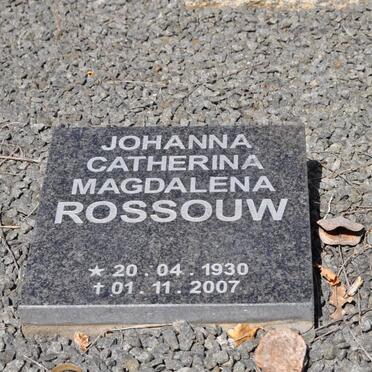 JOHANNA
CATHERINA
MAGDALENA
ROSSOUW
★ 20 . 04 . 1930
✝ 01 . 11 . 2007